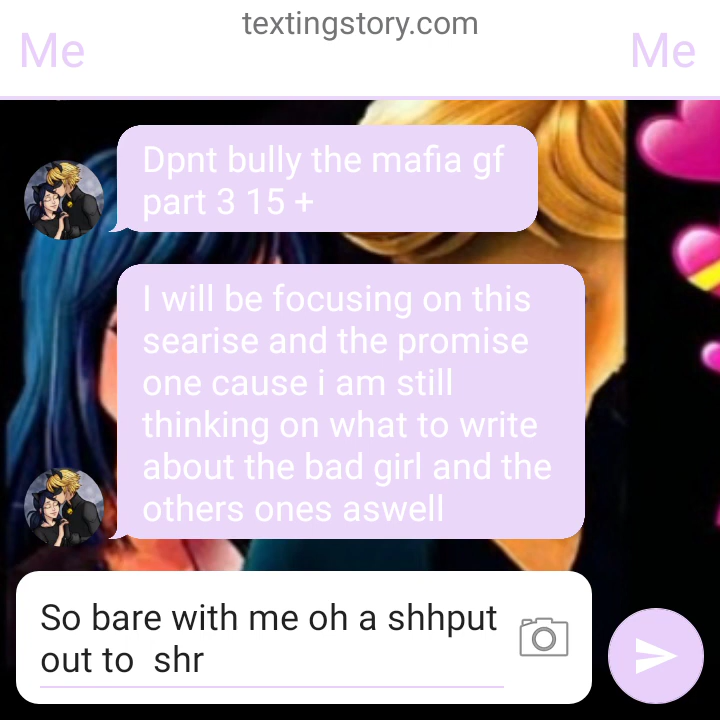 textingstory.com
Me Me
Dpnt bully the mafia gf
part 3 15 +
I will be focusing on this
searise and the promise
one cause i am still
thinking on what to write
about the bad girl and the
others ones aswell
So bare with me oh a shhput
out to  shr